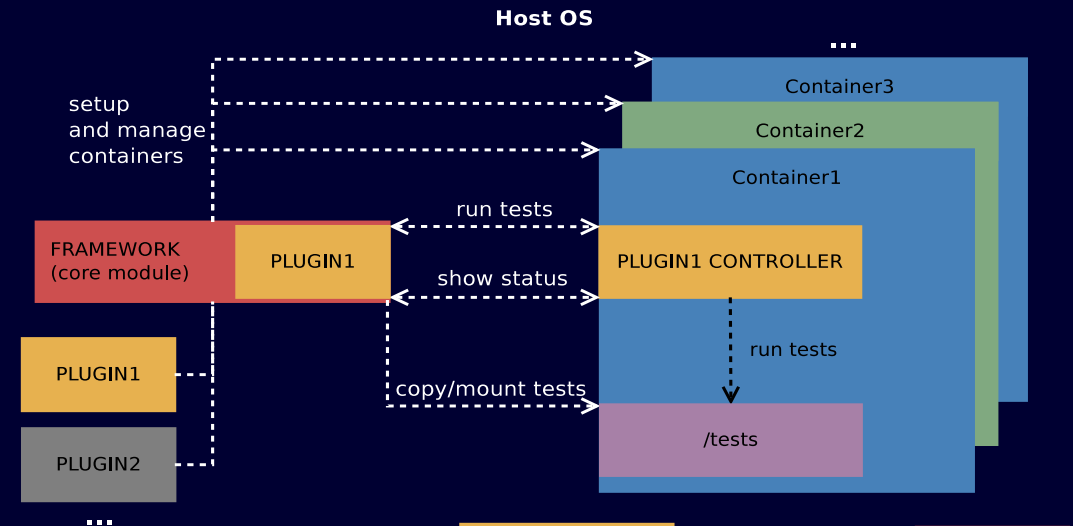 Host OS
...
Container3
setup
and manage
containers
Container2
Container1
run tests
FRAMEWORK
(core module)
PLUGIN1
PLUGIN1 CONTROLLER
show status
run tests
PLUGIN1
copy/mount tests
/tests
PLUGIN2
...